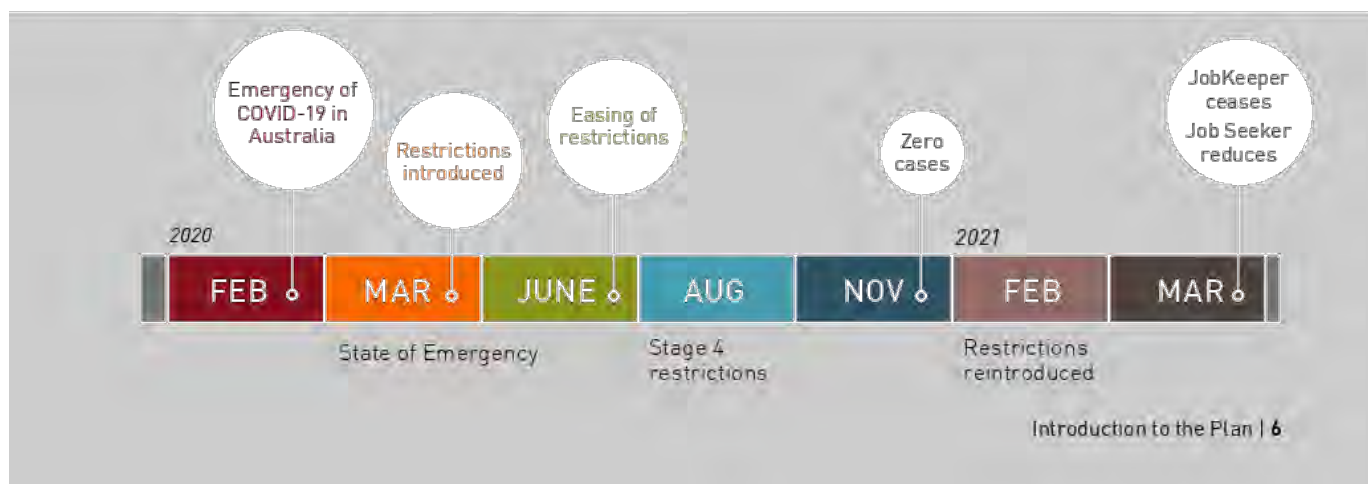 Emergency of
COVID-19 in
Australia
Restrictions
introduced
Easing of
restrictions
Zero
cases
JobKeeper
ceases
Job Seeker
reduces
2020
2021
FEB
MAR
JUNE
AUG
NOV
FEB
MAR
State of Emergency
Stage 4
restrictions
Restrictions
reintroduced
Introduction to the Plan | 6